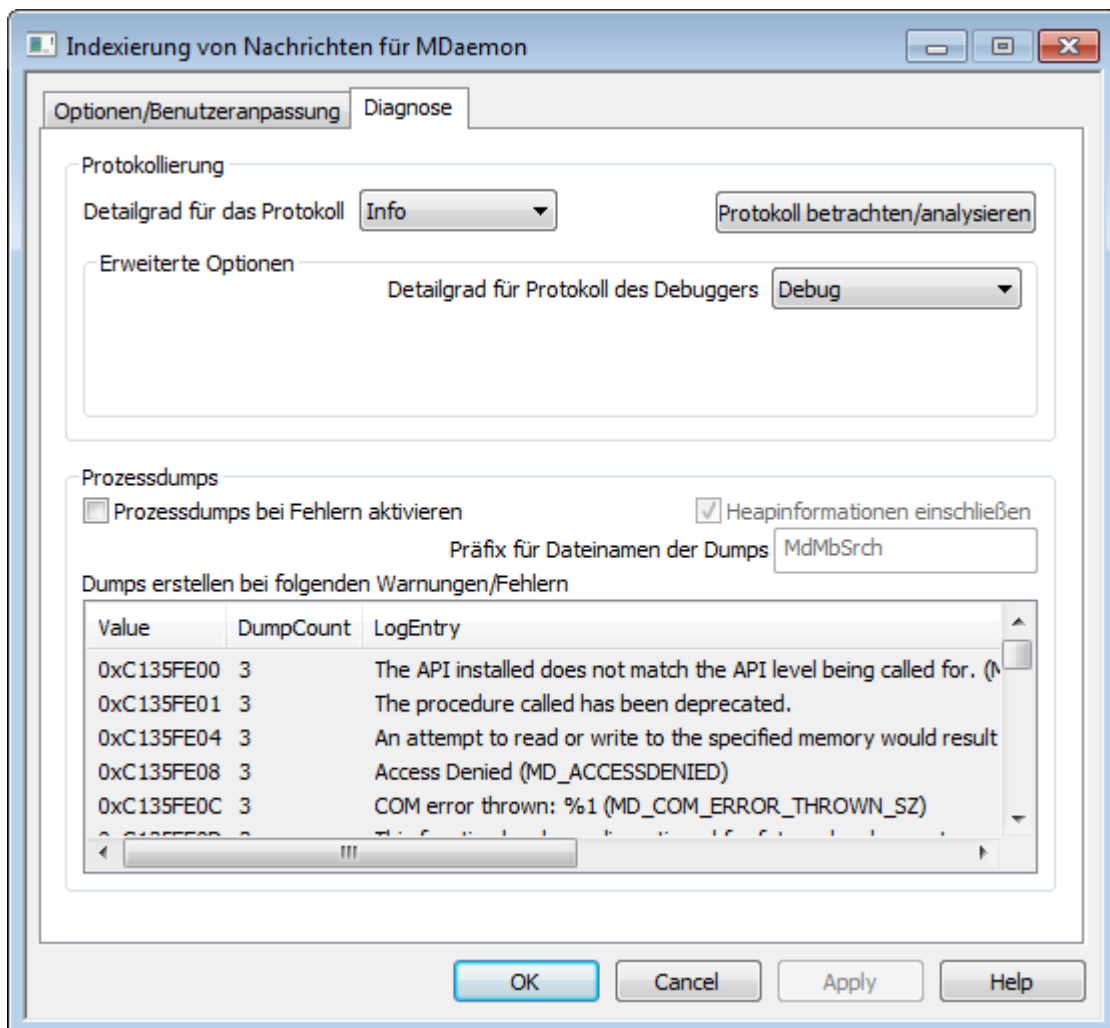 Indexierung von Nachrichten für MDaemon
Optionen/Benutzeranpassung
Diagnose
Protokollierung
Detailgrad für das Protokoll
Info
Protokoll betrachten/analysieren
Erweiterte Optionen
Detailgrad für Protokoll des Debuggers
Debug
Prozessdumps
Prozessdumps bei Fehlern aktivieren
Heapinformationen einschließen
Präfix für Dateinamen der Dumps
MdMbSrch
Dumps erstellen bei folgenden Warnungen/Fehlern
Value DumpCount LogEntry
0xC135FE00 3 The API installed does not match the API level being called for.
0xC135FE01 3 The procedure called has been deprecated.
0xC135FE04 3 An attempt to read or write to the specified memory would result
0xC135FE08 3 Access Denied (MD_ACCESSDENIED)
0xC135FE0C 3 COM error thrown: %1 (MD_COM_ERROR_THROWN_SZ)
OK
Cancel
Apply
Help